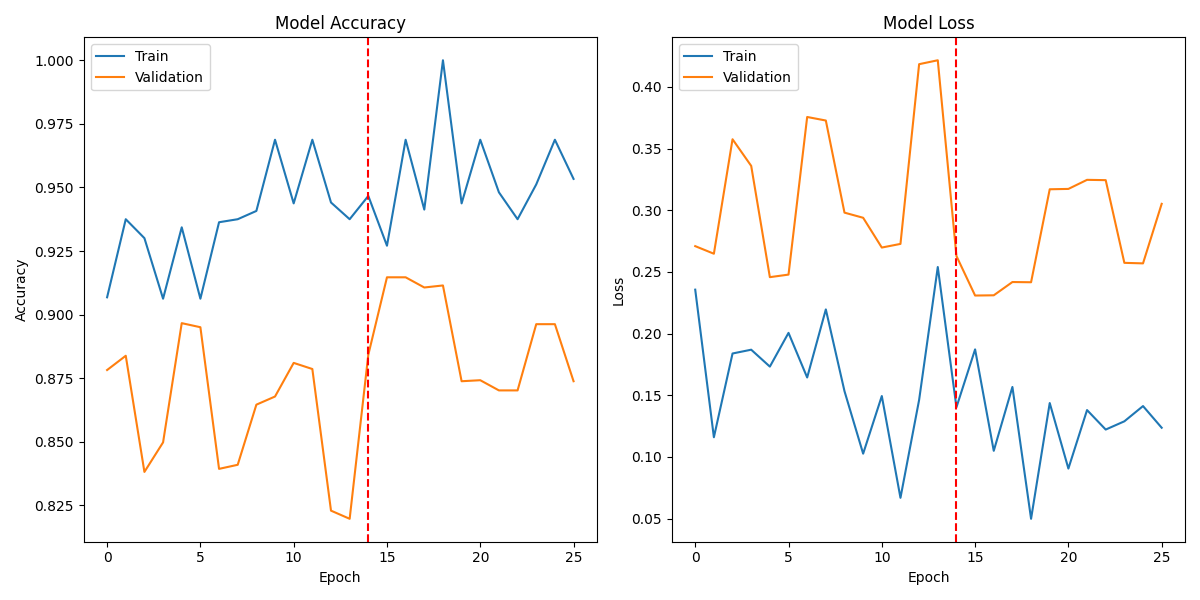 Model Accuracy
Train
Validation
1.000
0.975
0.950
0.925
0.900
0.875
0.850
0.825
Accuracy
0 5 10 15 20 25
Epoch
Model Loss
Train
Validation
0.40
0.35
0.30
0.25
0.20
0.15
0.10
0.05
Loss
0 5 10 15 20 25
Epoch